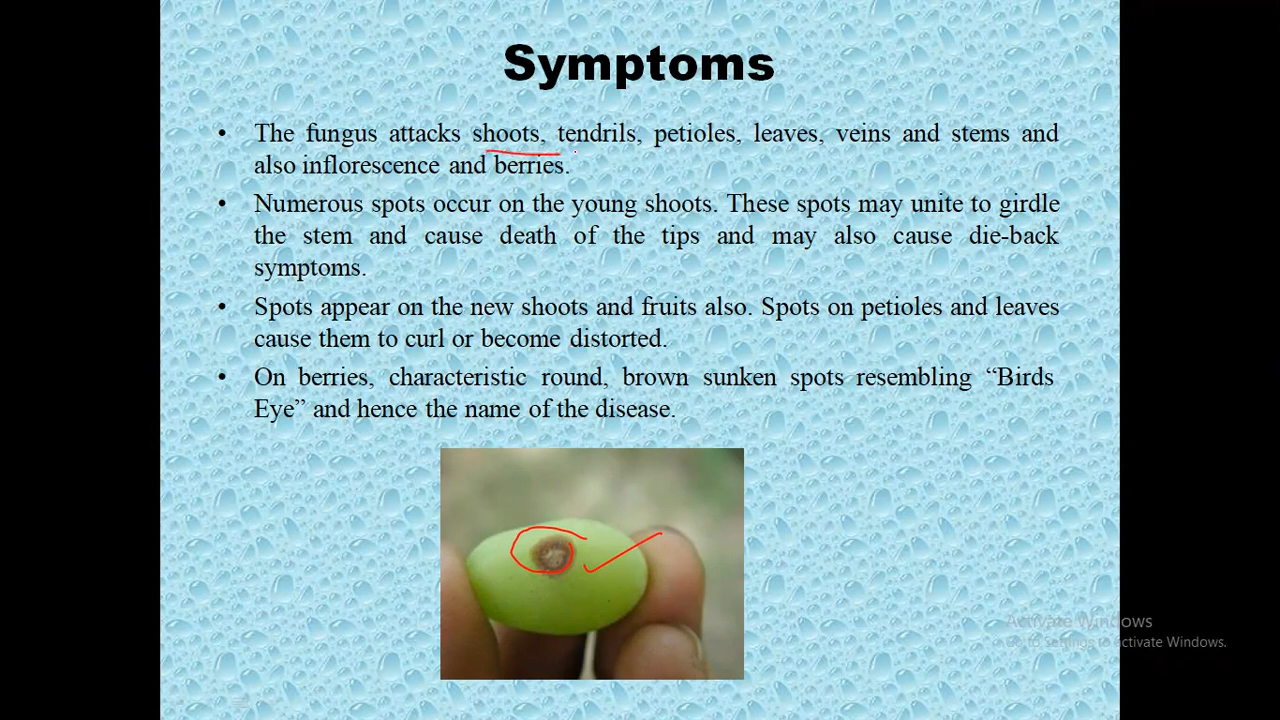 Symptoms
• The fungus attacks shoots, tendrils, petioles, leaves, veins and stems and
also inflorescence and berries.
• Numerous spots occur on the young shoots. These spots may unite to girdle
the stem and cause death of the tips and may also cause die-back
symptoms.
• Spots appear on the new shoots and fruits also. Spots on petioles and leaves
cause them to curl or become distorted.
• On berries, characteristic round, brown sunken spots resembling “Birds
Eye” and hence the name of the disease.
Activate Windows
Go to Settings to activate Windows.